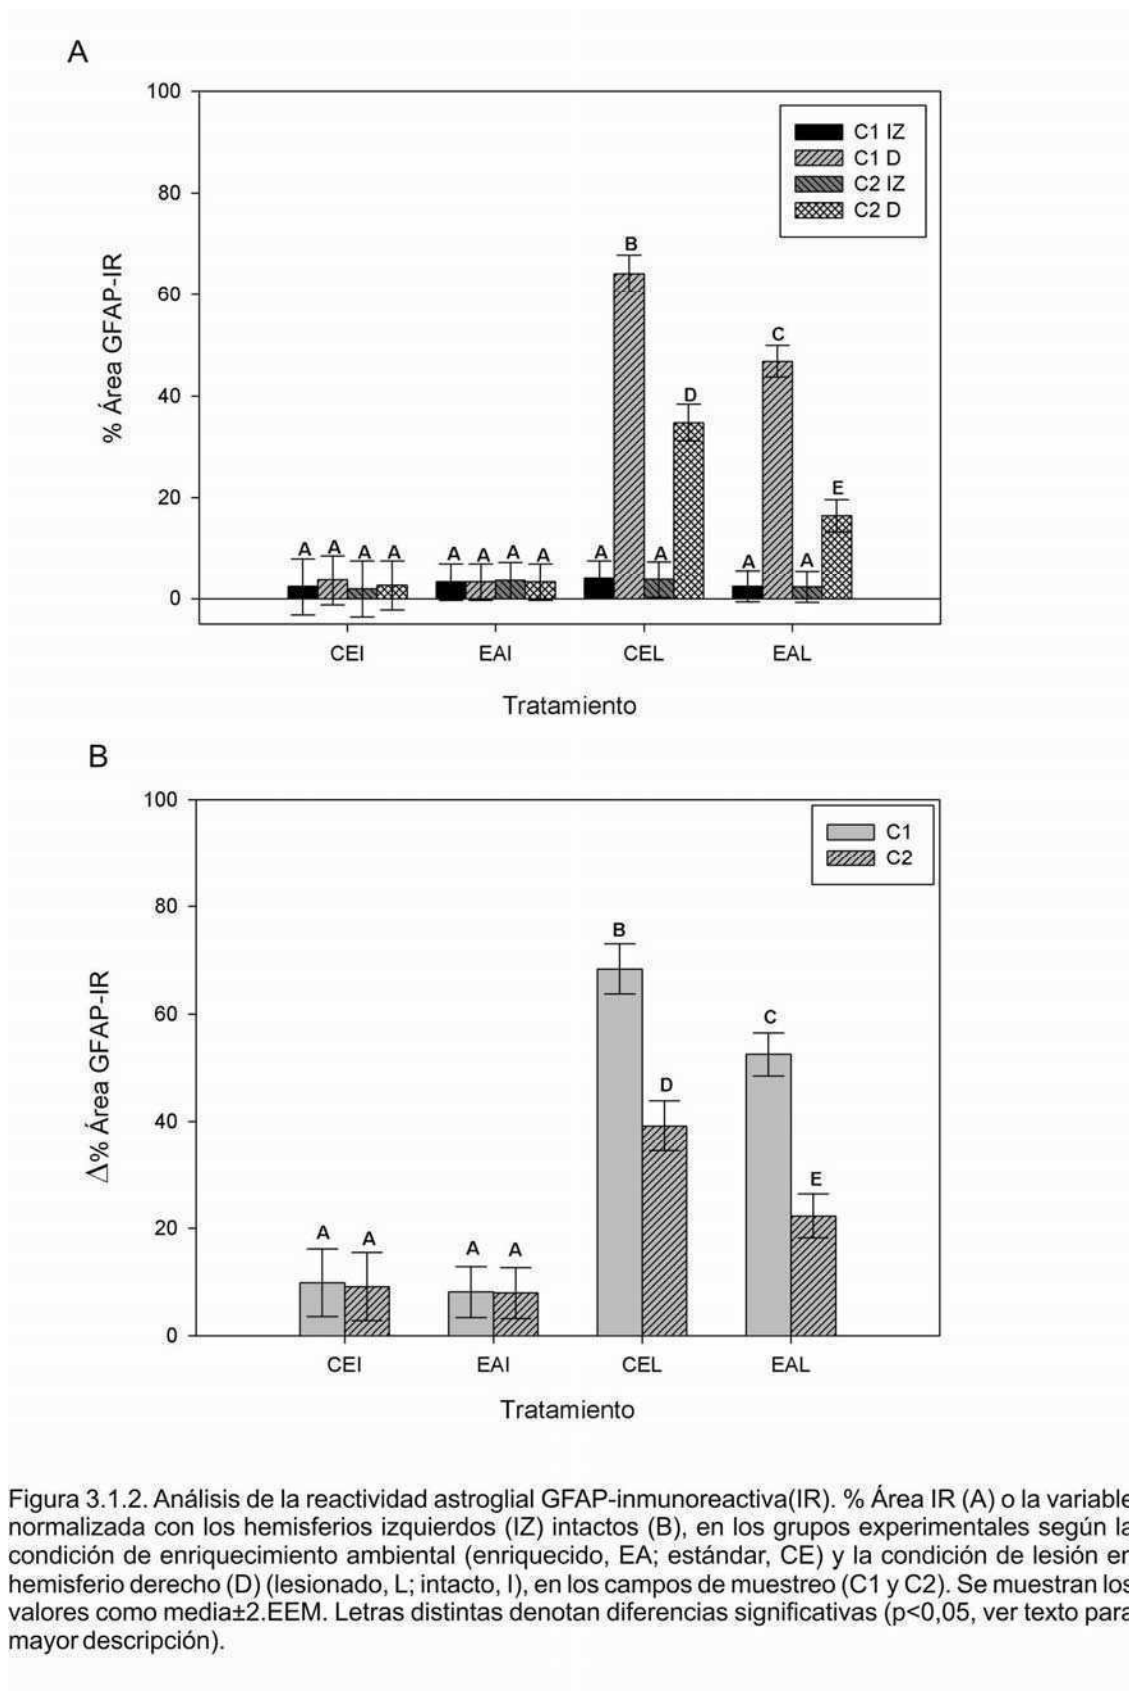 A
100
80
60
40
20
0
% Área GFAP-IR
C1 IZ
C1 D
C2 IZ
C2 D
A A A A
A A A A
A B A D
A C A E
CEI EAI CEL EAL
Tratamiento
B
100
80
60
40
20
0
Δ% Área GFAP-IR
C1
C2
A A
A A
B D
C E
CEI EAI CEL EAL
Tratamiento
Figura 3.1.2. Análisis de la reactividad astroglial GFAP-inmunoreactiva(IR). % Área IR (A) o la variable
normalizada con los hemisferios izquierdos (IZ) intactos (B), en los grupos experimentales según la
condición de enriquecimiento ambiental (enriquecido, EA; estándar, CE) y la condición de lesión en
hemisferio derecho (D) (lesionado, L; intacto, I), en los campos de muestreo (C1 y C2). Se muestran los
valores como media±2.EEM. Letras distintas denotan diferencias significativas (p<0,05, ver texto para
mayor descripción).